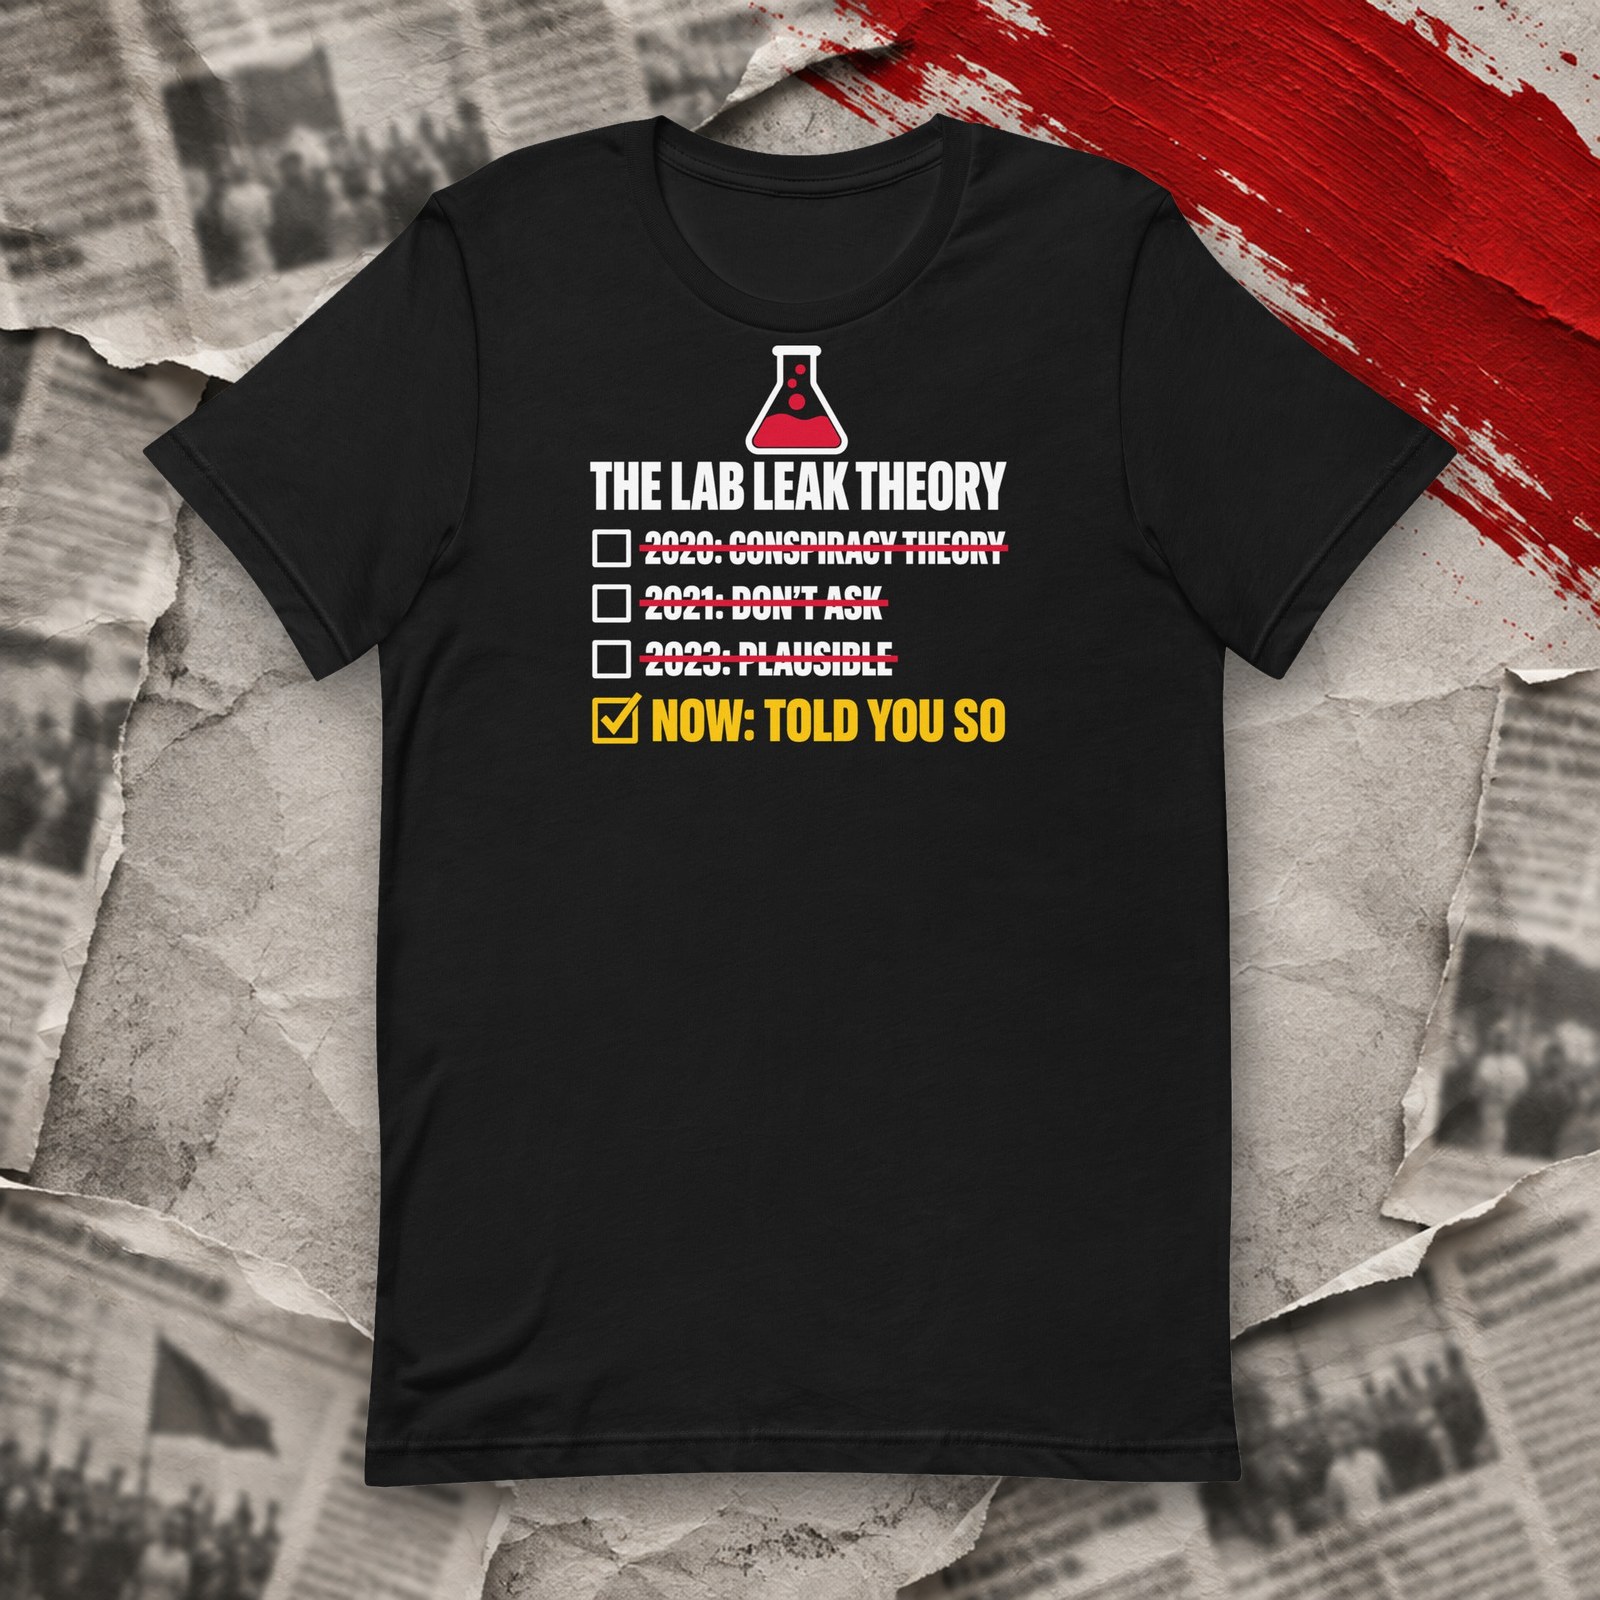 THE LAB LEAK THEORY
2020: CONSPIRACY THEORY
2021: DON'T ASK
2023: PLAUSIBLE
NOW: TOLD YOU SO